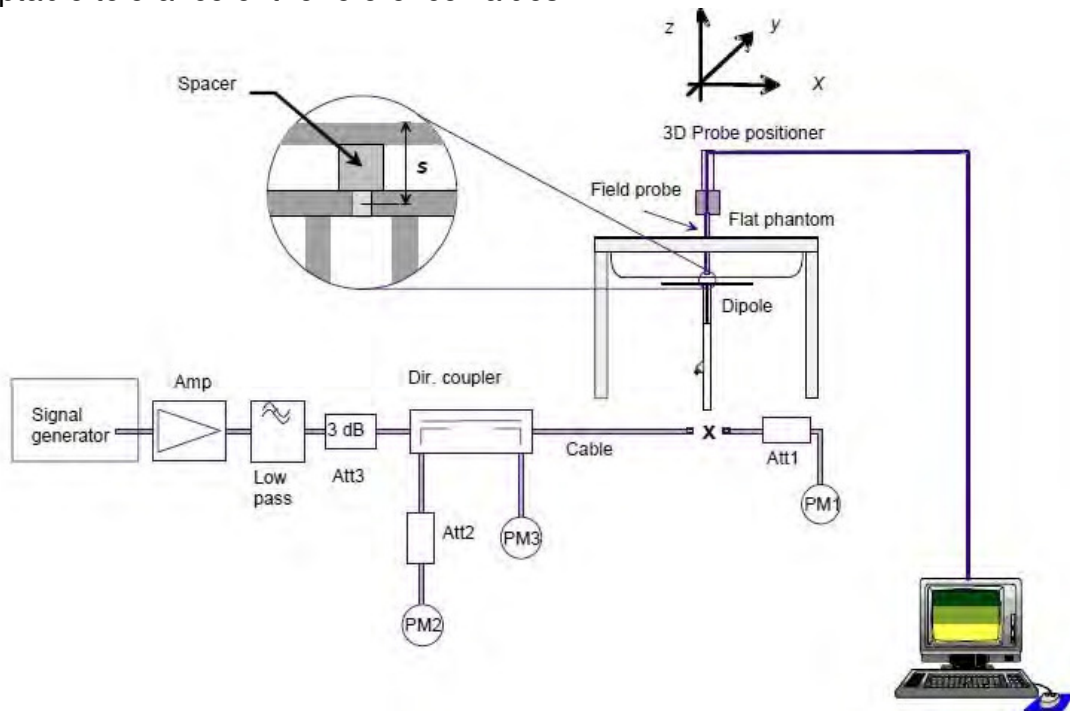 z
y
X
Spacer
s
3D Probe positioner
Field probe
Flat phantom
Dipole
Signal
generator
Amp
Low
pass
3 dB
Att3
Dir. coupler
Cable
x
Att1
PM1
Att2
PM3
PM2